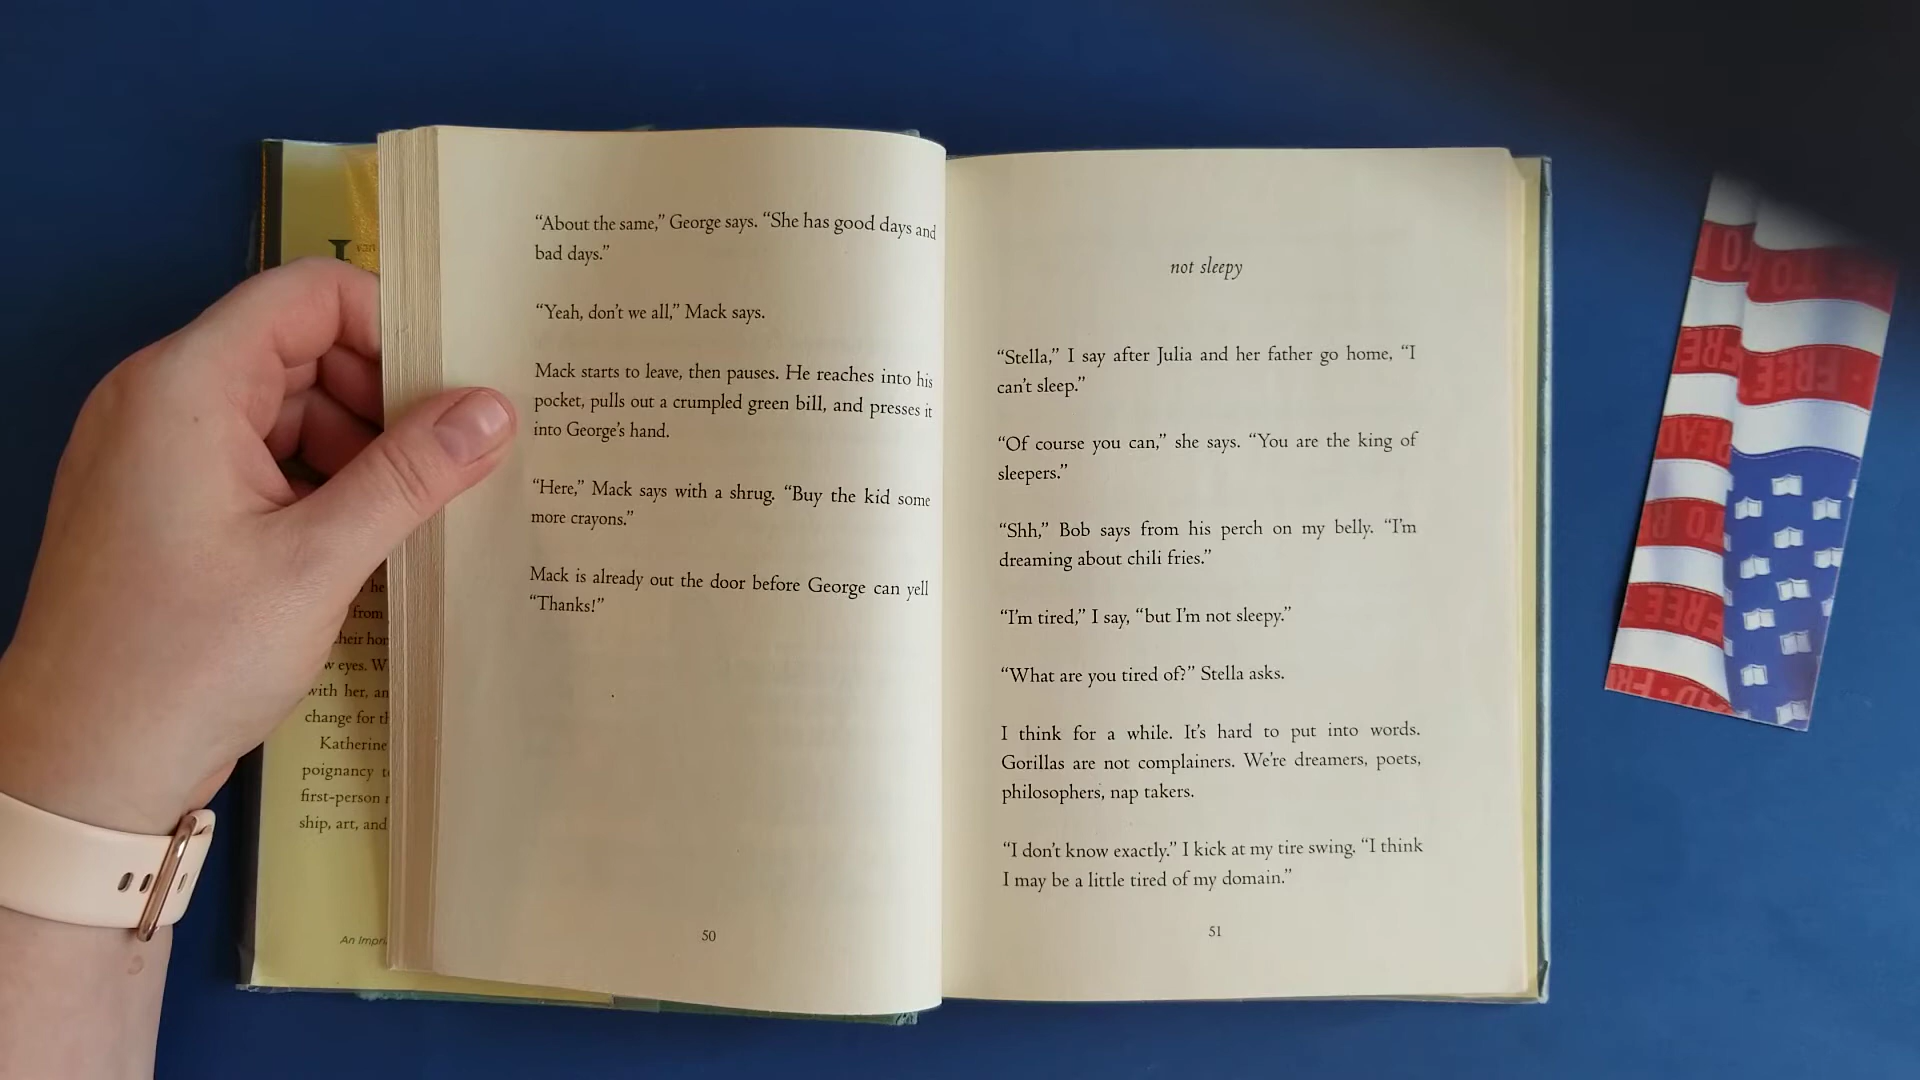 “About the same,” George says. “She has good days and
bad days.”
“Yeah, don’t we all,” Mack says.
Mack starts to leave, then pauses. He reaches into his
pocket, pulls out a crumpled green bill, and presses it
into George’s hand.
“Here,” Mack says with a shrug. “Buy the kid some
more crayons.”
Mack is already out the door before George can yell
“Thanks!”
50
not sleepy
“Stella,” I say after Julia and her father go home, “I
can’t sleep.”
“Of course you can,” she says. “You are the king of
sleepers.”
“Shh,” Bob says from his perch on my belly. “I’m
dreaming about chili fries.”
“I’m tired,” I say, “but I’m not sleepy.”
“What are you tired of?” Stella asks.
I think for a while. It’s hard to put into words.
Gorillas are not complainers. We’re dreamers, poets,
philosophers, nap takers.
“I don’t know exactly.” I kick at my tire swing. “I think
I may be a little tired of my domain.”
51
he
from
their
eyes.
with her,
change for
Katherine
poignancy
first-person
ship, art, and
An
FREE
READ
TO
FREE